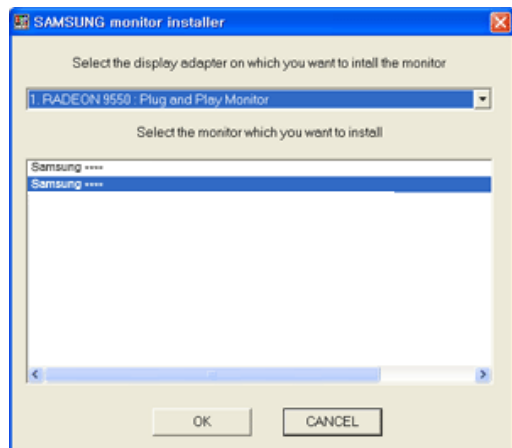 SAMSUNG monitor installer
Select the display adapter on which you want to intall the monitor
1. RADEON 9550 : Plug and Play Monitor
Select the monitor which you want to install
Samsung ----
Samsung ----
OK
CANCEL